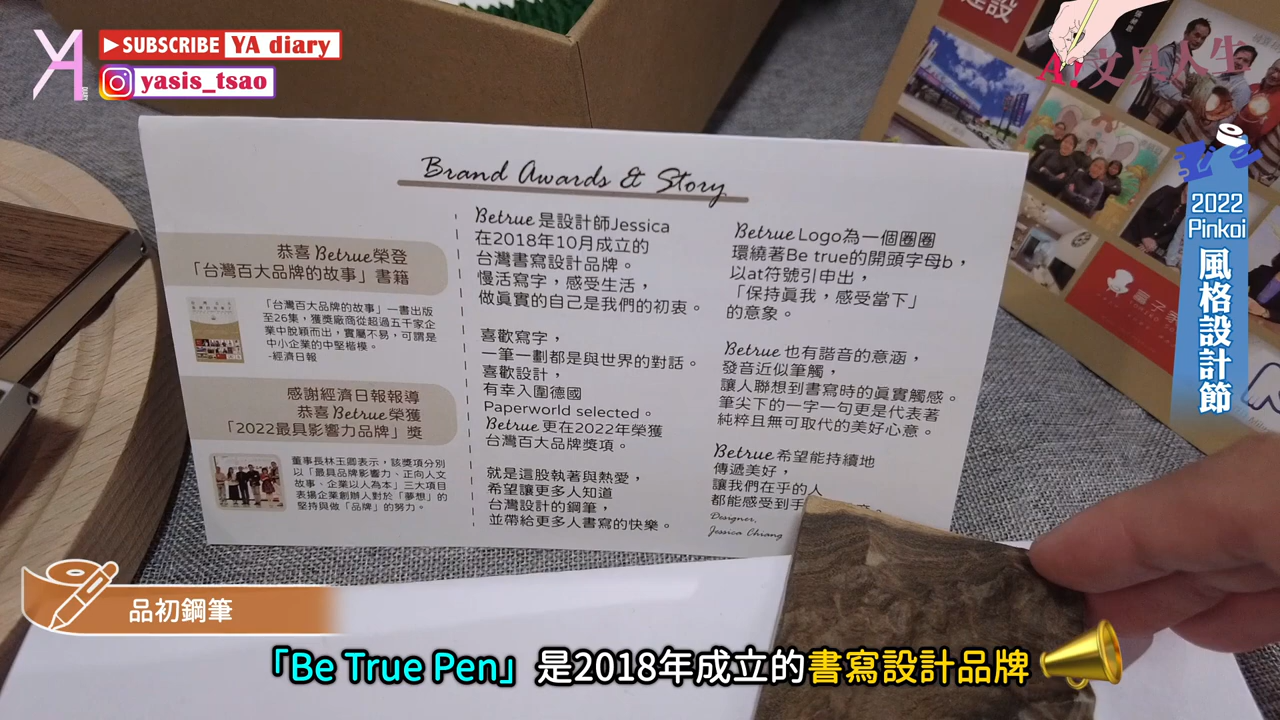 YA
SUBSCRIBE YA diary
yasis_tsao
A!文具人生
2022
Pinkoi
風格設計節
建設
Brand Awards & Story
恭喜Betrue榮登
「台灣百大品牌的故事」書籍
「台灣百大品牌的故事」一書出版
至26集,獲獎廠商從超過五千家企
業中脫穎而出,實屬不易,可謂是
中小企業的中堅楷模。
-經濟日報
感謝經濟日報報導
恭喜Betrue榮獲
「2022最具影響力品牌」獎
董事長林玉卿表示,該獎項分別
以「最具品牌影響力、正向人文
故事、企業以人為本」三大項目
表揚企業創辦人對於「夢想」的
堅持與做「品牌」的努力。
Betrue是設計師Jessica
在2018年10月成立的
台灣書寫設計品牌。
慢活寫字,感受生活,
做眞實的自己是我們的初衷。
喜歡寫字,
一筆一劃都是與世界的對話。
喜歡設計,
有幸入圍德國
Paperworld selected。
Betrue更在2022年榮獲
台灣百大品牌獎項。
就是這股執著與熱愛,
希望讓更多人知道
台灣設計的鋼筆,
並帶給更多人書寫的快樂。
Betrue Logo為一個圈圈
環繞著Be true的開頭字母b,
以at符號引申出,
「保持眞我,感受當下」
的意象。
Betrue也有諧音的意涵,
發音近似筆觸,
讓人聯想到書寫時的眞實觸感。
筆尖下的一字一句更是代表著
純粹且無可取代的美好心意。
Betrue希望能持續地
傳遞美好,
讓我們在乎的人
都能感受到手
Designer,
Jessica Chiang
品初鋼筆
「Be True Pen」是2018年成立的書寫設計品牌